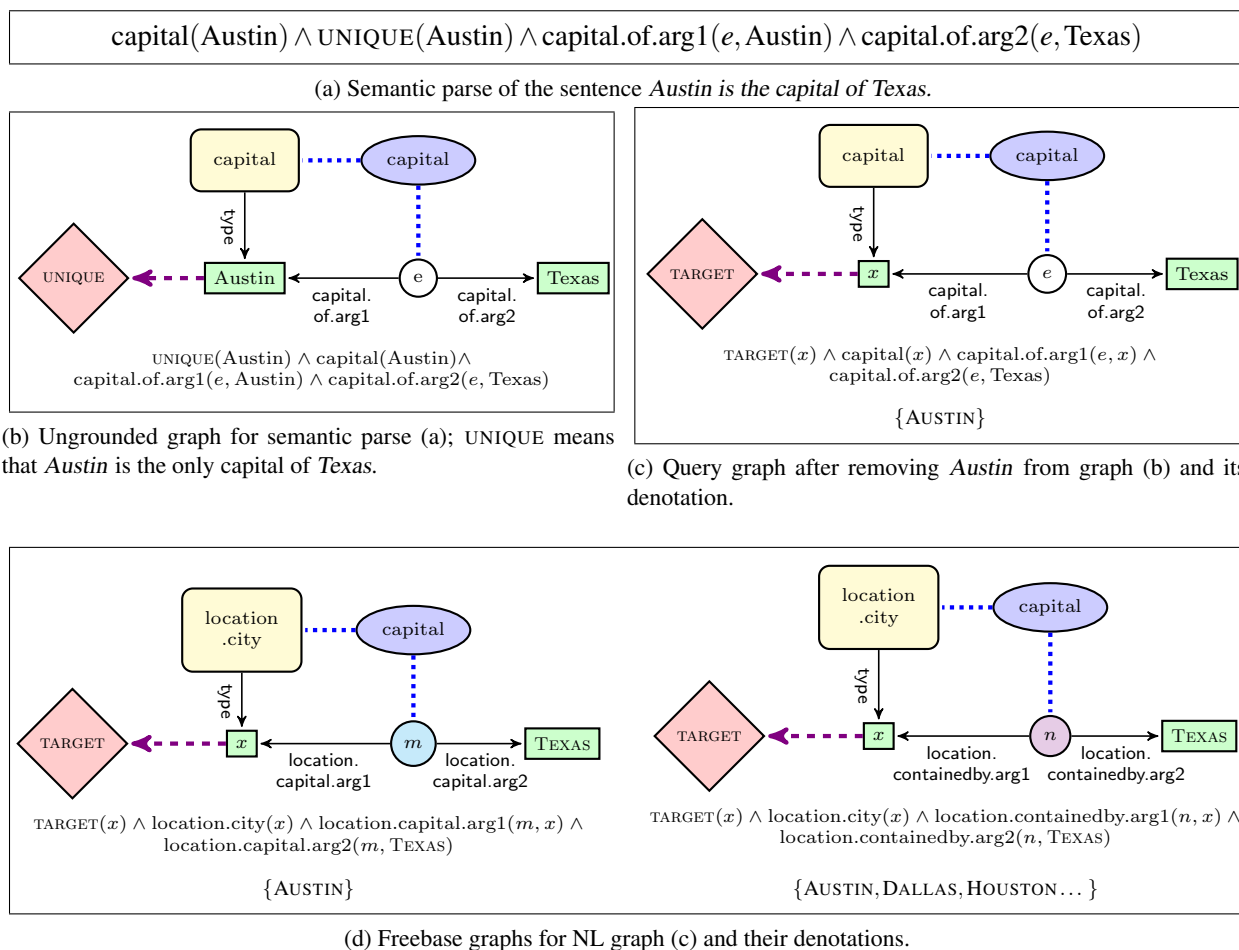 capital(Austin) ∧ UNIQUE(Austin) ∧ capital.of.arg1(e, Austin) ∧ capital.of.arg2(e, Texas)
(a) Semantic parse of the sentence Austin is the capital of Texas.
capital
capital
type
UNIQUE
Austin
e
Texas
capital.
of.arg1
capital.
of.arg2
UNIQUE(Austin) ∧ capital(Austin)∧
capital.of.arg1(e, Austin) ∧ capital.of.arg2(e, Texas)
(b) Ungrounded graph for semantic parse (a); UNIQUE means
that Austin is the only capital of Texas.
capital
capital
type
TARGET
x
e
Texas
capital.
of.arg1
capital.
of.arg2
TARGET(x) ∧ capital(x) ∧ capital.of.arg1(e, x) ∧
capital.of.arg2(e, Texas)
{AUSTIN}
(c) Query graph after removing Austin from graph (b) and its
denotation.
location
.city
capital
type
TARGET
x
m
TEXAS
location.
capital.arg1
location.
capital.arg2
TARGET(x) ∧ location.city(x) ∧ location.capital.arg1(m, x) ∧
location.capital.arg2(m, TEXAS)
{AUSTIN}
location
.city
capital
type
TARGET
x
n
TEXAS
location.
containedby.arg1
location.
containedby.arg2
TARGET(x) ∧ location.city(x) ∧ location.containedby.arg1(n, x) ∧
location.containedby.arg2(n, TEXAS)
{AUSTIN, DALLAS, HOUSTON ... }
(d) Freebase graphs for NL graph (c) and their denotations.